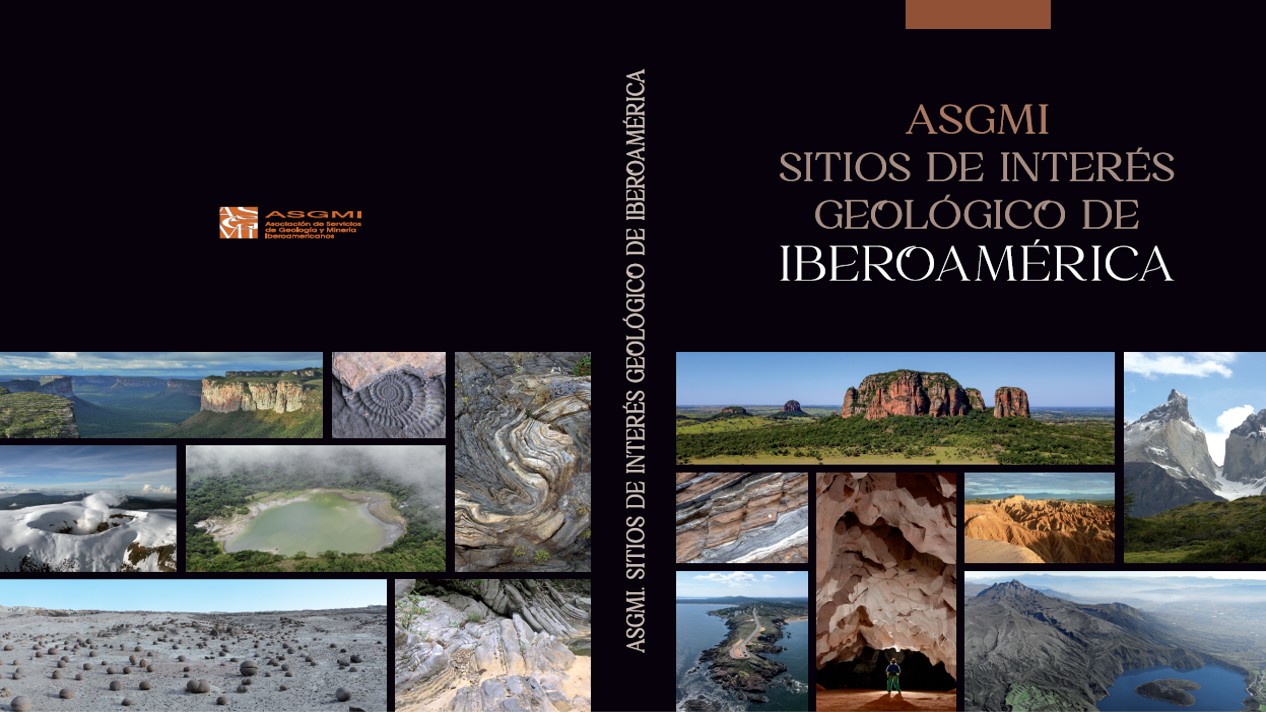 ASGMI
Asociación de Servicios
de Geología y Minería
Iberoamericanos
ASGMI. SITIOS DE INTERÉS GEOLÓGICO DE IBEROAMÉRICA
ASGMI
SITIOS DE INTERÉS
GEOLÓGICO DE
IBEROAMÉRICA